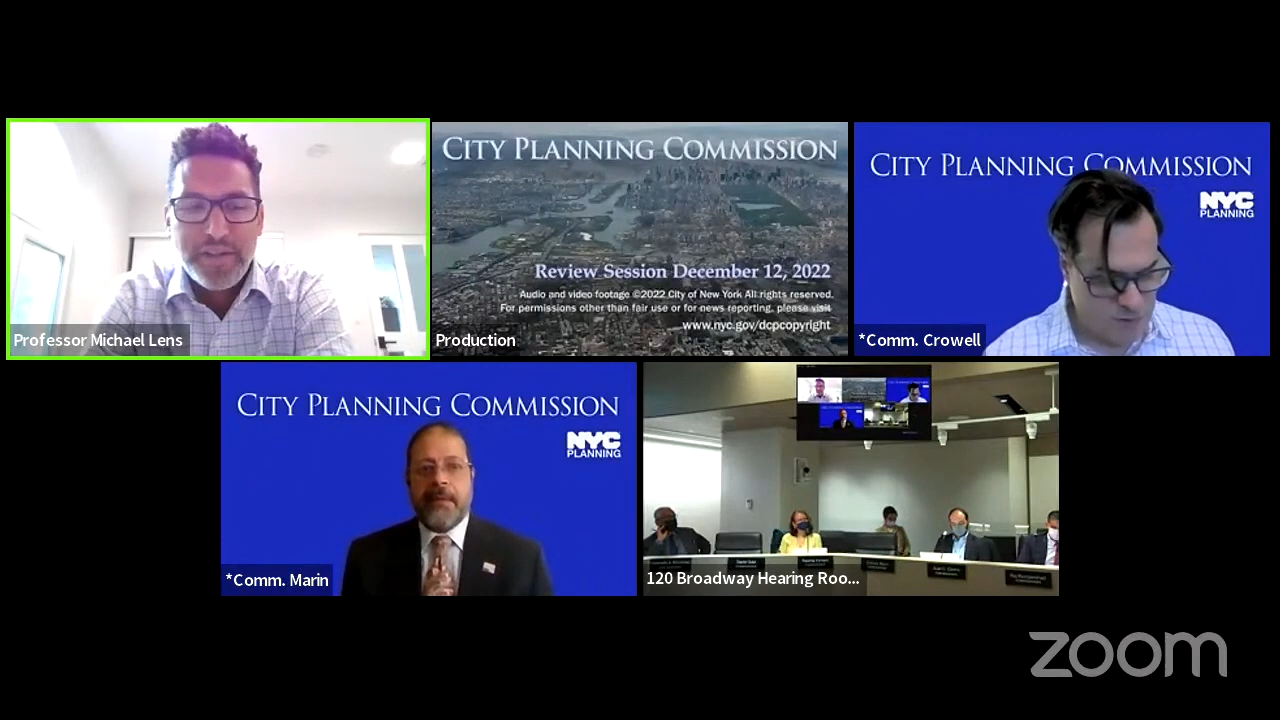 Professor Michael Lens
CITY PLANNING COMMISSION
Review Session December 12, 2022
Audio and video footage ©2022 City of New York All rights reserved.
For permissions other than fair use or for news reporting, please visit
www.nyc.gov/dcpcopyright
Production
CITY PLANNING COMMISSION
NYC
PLANNING
*Comm. Crowell
CITY PLANNING COMMISSION
NYC
PLANNING
*Comm. Marin
120 Broadway Hearing Roo...
zoom